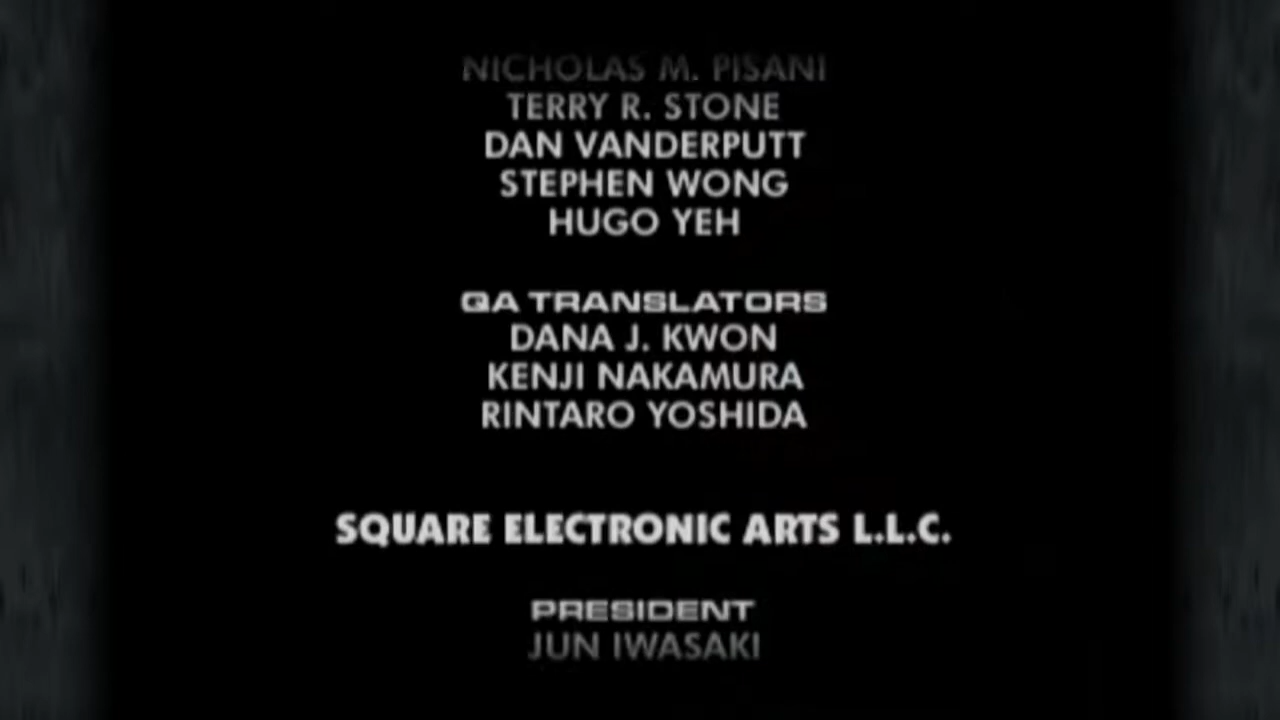 NICHOLAS M. PISANI
TERRY R. STONE
DAN VANDERPUTT
STEPHEN WONG
HUGO YEH
QA TRANSLATORS
DANA J. KWON
KENJI NAKAMURA
RINTARO YOSHIDA
SQUARE ELECTRONIC ARTS L.L.C.
PRESIDENT
JUN IWASAKI